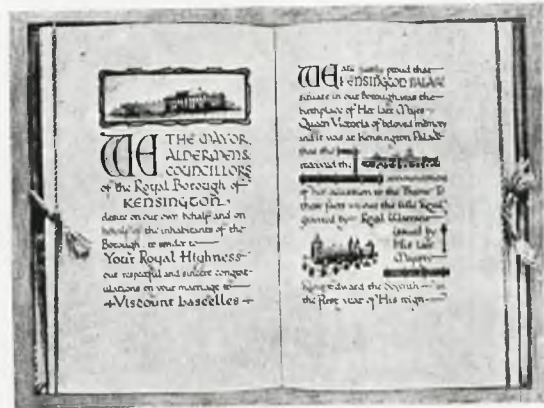 WE THE MAYOR,
ALDERMEN &
COUNCILLORS
of the Royal Borough of
KENSINGTON,
desire on our own behalf and on
behalf of the inhabitants of the
Borough, to tender to
Your Royal Highness
our respectful and sincere congrat-
ulations on your marriage to
Viscount Lascelles
WE are proud that
KENSINGTON PALACE
situate in our Borough, was the
birthplace of Her late Majesty
Queen Victoria of beloved memory
and it was at Kensington Palace
that the
received the
of her accession to the Throne. To
these facts we owe the title Royal
granted by Royal Warrant
issued by
His late
Majesty
King Edward the Seventh in
the first year of His reign